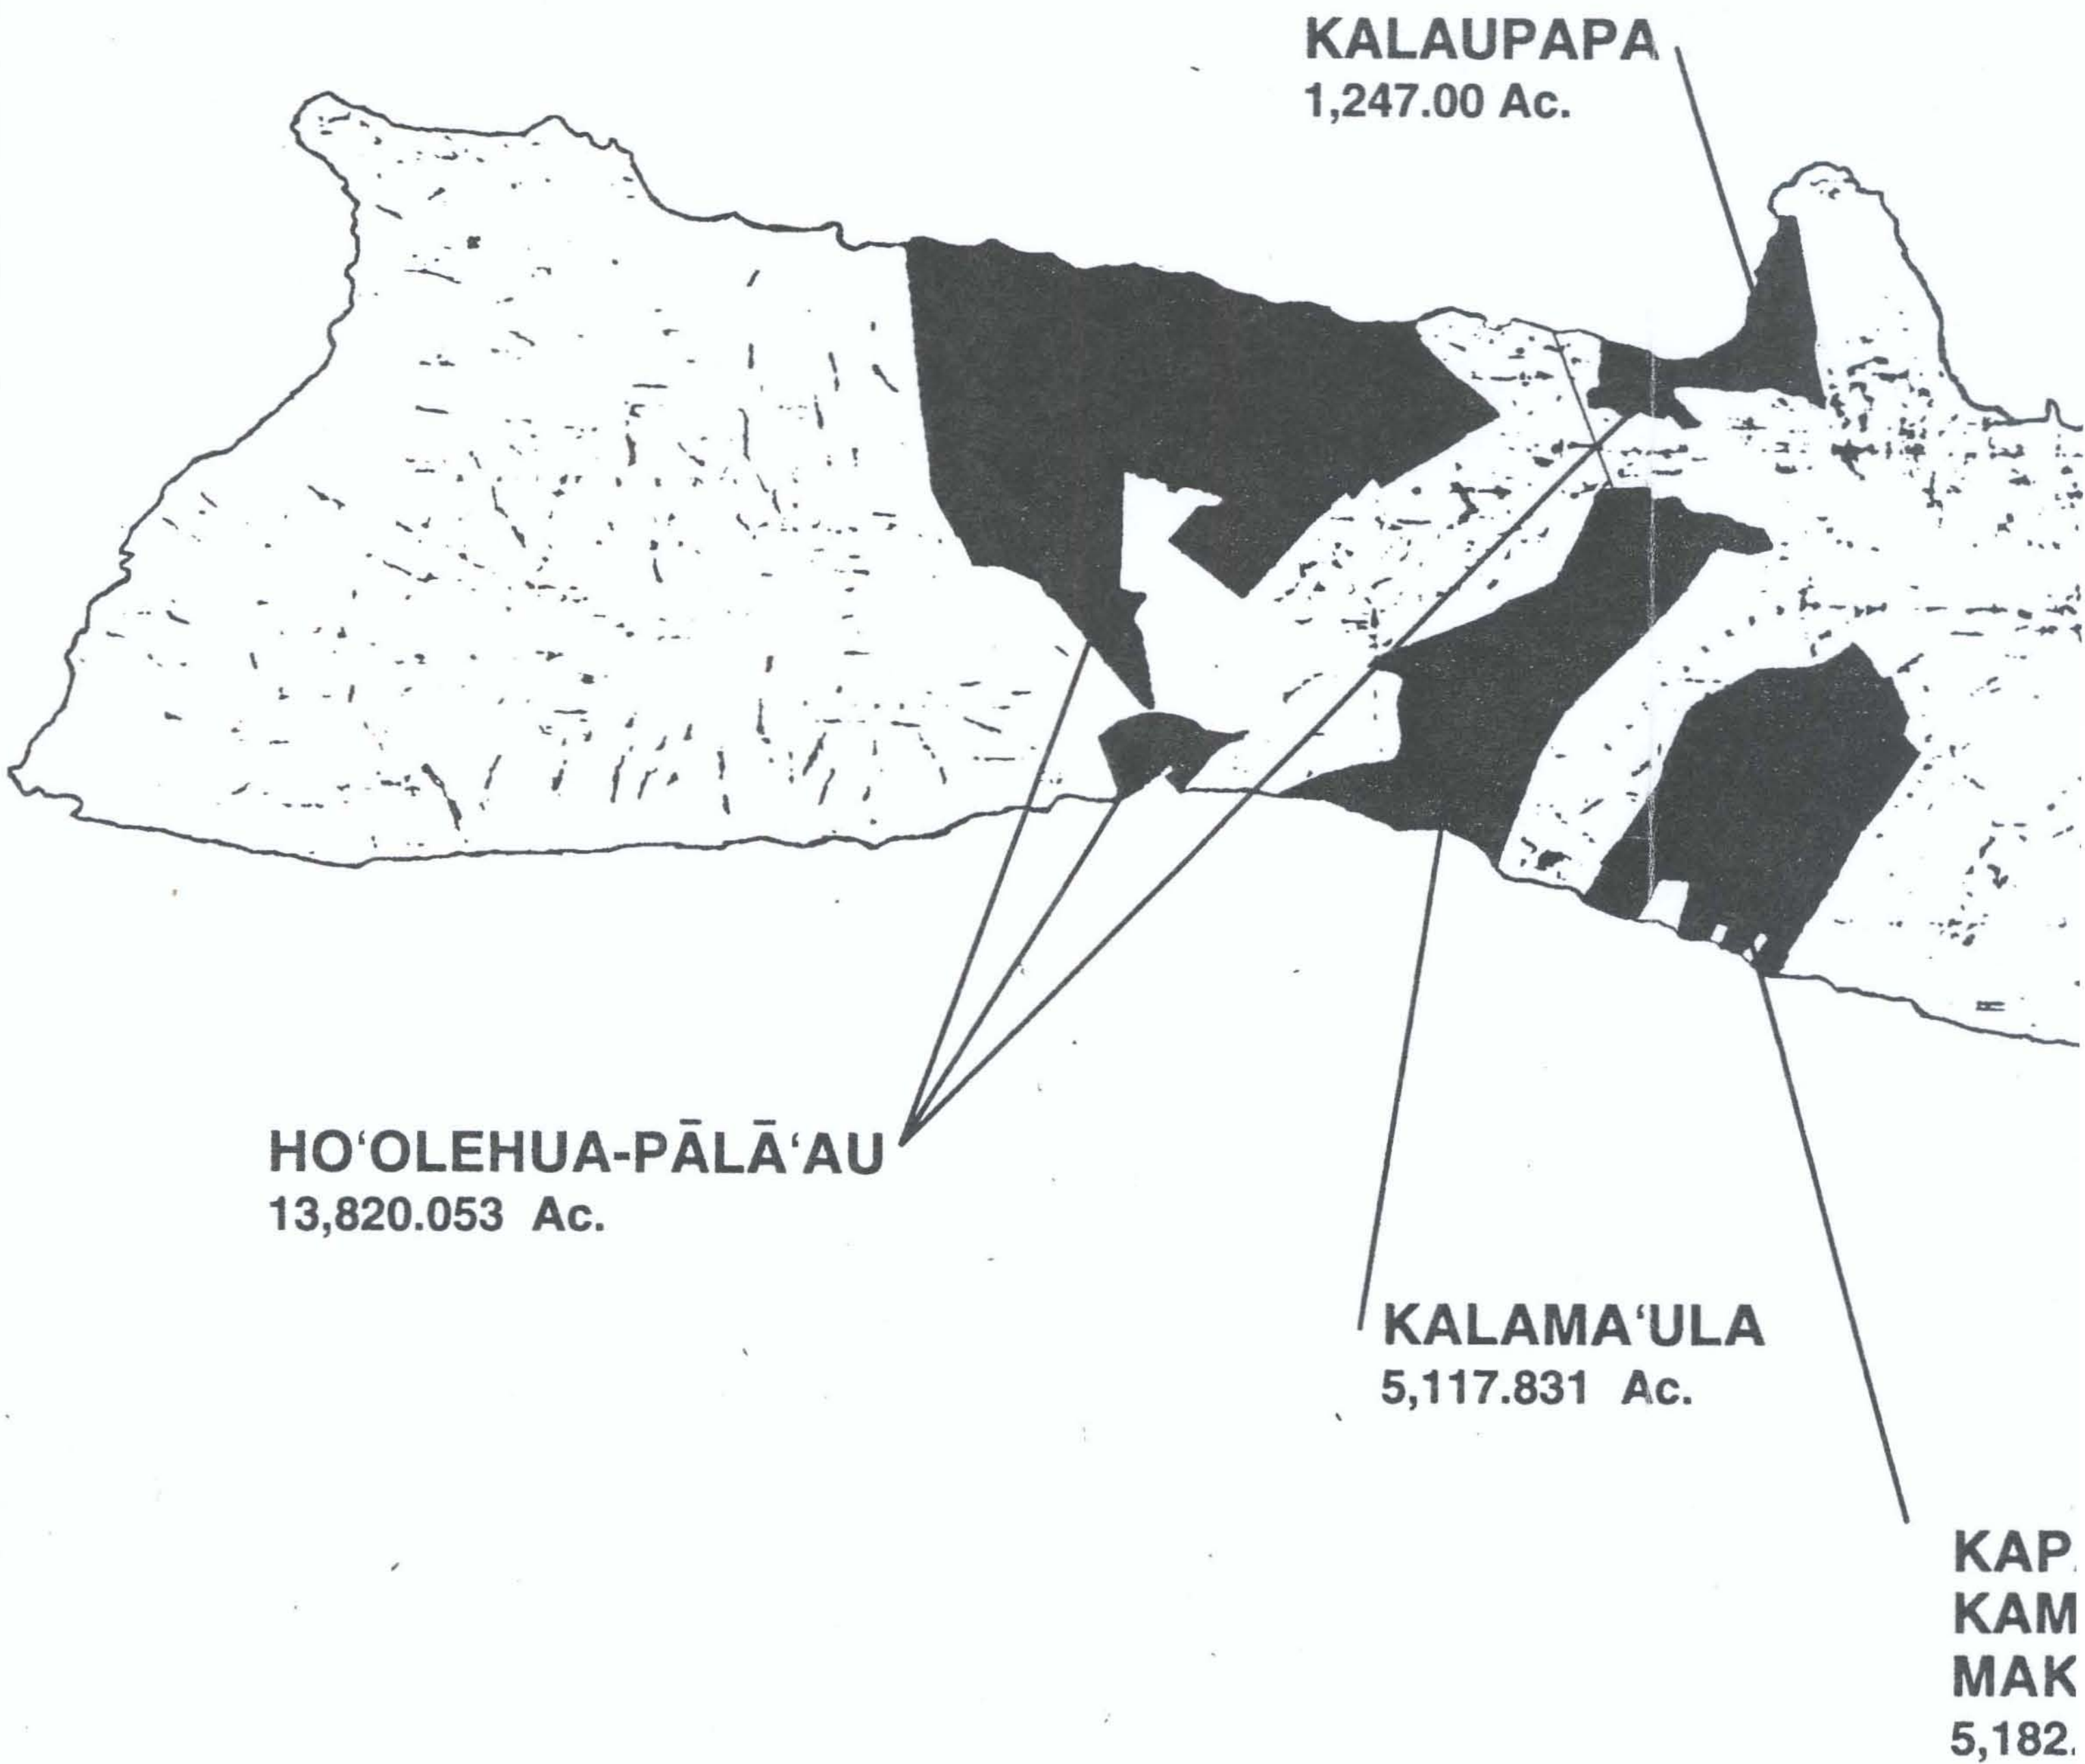 KALAUPAPA
1,247.00 Ac.
HOʻOLEHUA-PĀLĀʻAU
13,820.053 Ac.
KALAMAʻULA
5,117.831 Ac.
KAP
KAM
MAK
5,182.